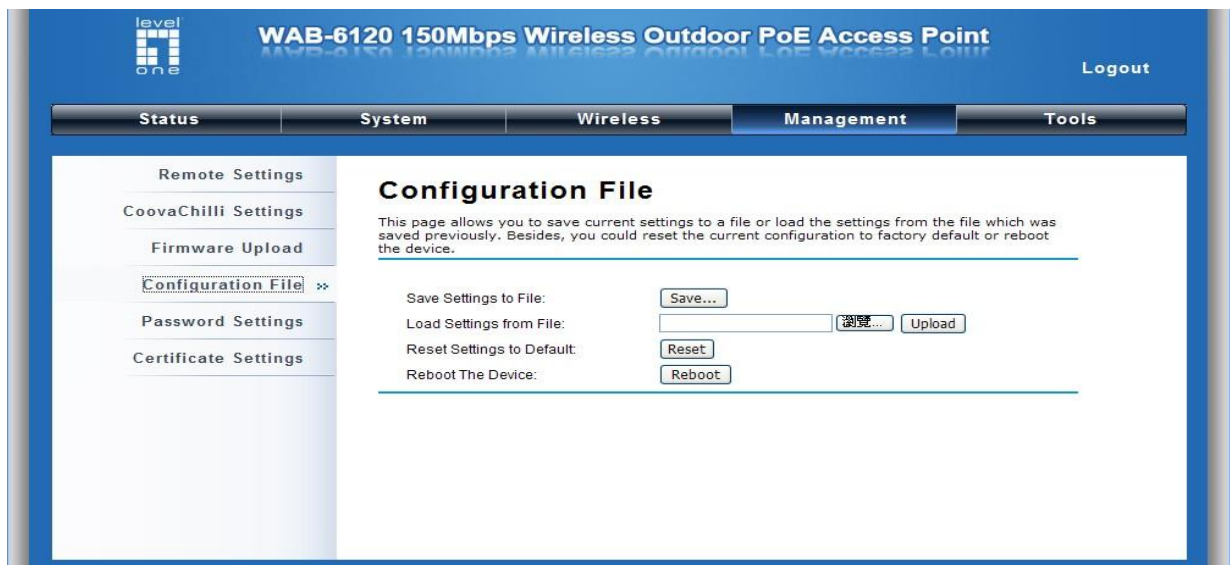 level
one
WAB-6120 150Mbps Wireless Outdoor PoE Access Point
Logout
Status System Wireless Management Tools
Remote Settings
CoovaChilli Settings
Firmware Upload
Configuration File »
Password Settings
Certificate Settings
Configuration File
This page allows you to save current settings to a file or load the settings from the file which was
saved previously. Besides, you could reset the current configuration to factory default or reboot
the device.
Save Settings to File: Save...
Load Settings from File: 瀏覽... Upload
Reset Settings to Default: Reset
Reboot The Device: Reboot